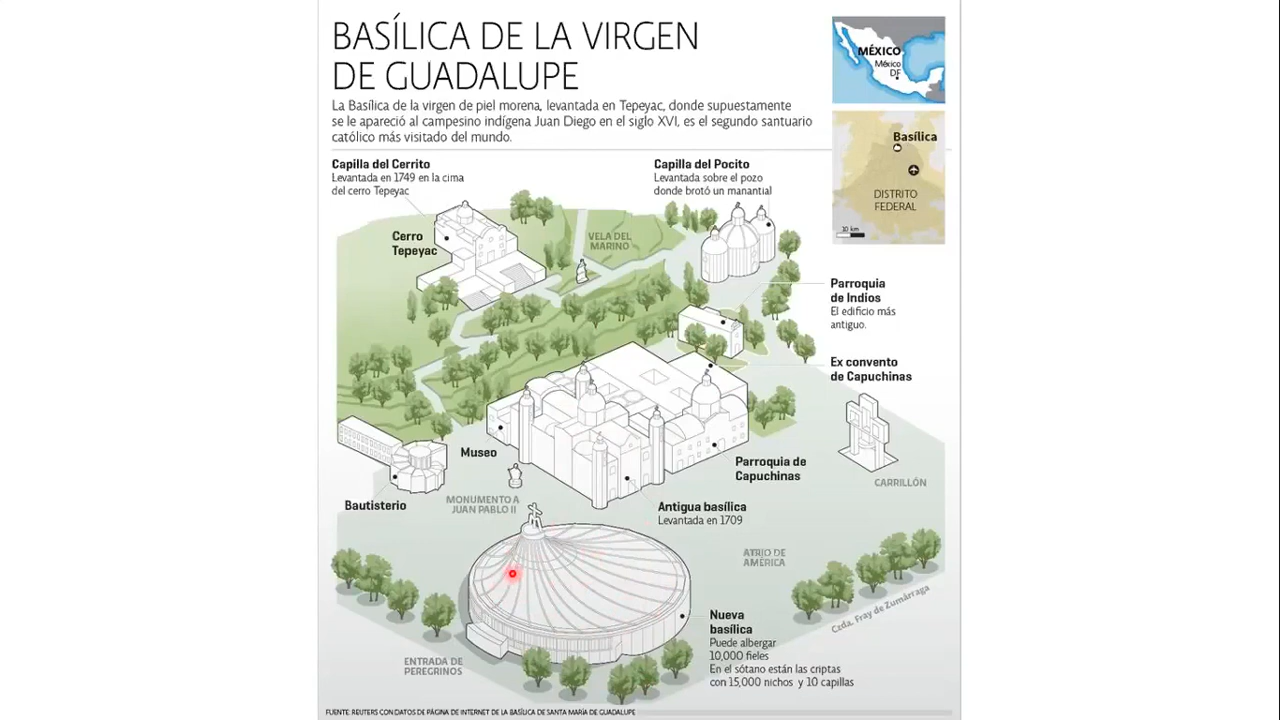 BASÍLICA DE LA VIRGEN
DE GUADALUPE
La Basílica de la virgen de piel morena, levantada en Tepeyac, donde supuestamente
se le apareció al campesino indígena Juan Diego en el siglo XVI, es el segundo santuario
católico más visitado del mundo.
MÉXICO
México
DF
Basílica
DISTRITO
FEDERAL
10 km
Capilla del Cerrito
Levantada en 1749 en la cima
del cerro Tepeyac
Capilla del Pocito
Levantada sobre el pozo
donde brotó un manantial
Cerro
Tepeyac
VELA DEL
MARINO
Parroquia
de Indios
El edificio más
antiguo.
Ex convento
de Capuchinas
Museo
Parroquia de
Capuchinas
CARRILLÓN
Bautisterio
MONUMENTO A
JUAN PABLO II
Antigua basílica
Levantada en 1709
ATRIO DE
AMÉRICA
Czda. Fray de Zumárraga
Nueva
basílica
Puede albergar
10,000 fieles
En el sótano están las criptas
con 15,000 nichos y 10 capillas
ENTRADA DE
PEREGRINOS
FUENTE: REUTERS CON DATOS DE PÁGINA DE INTERNET DE LA BASÍLICA DE SANTA MARÍA DE GUADALUPE